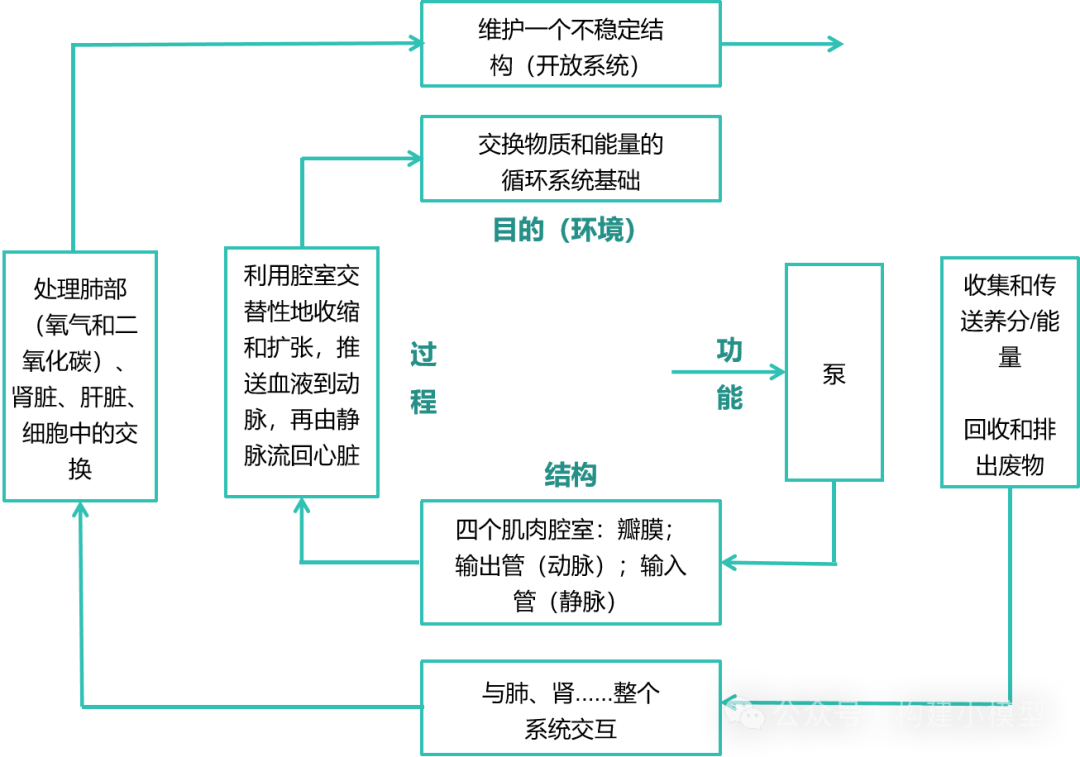 维护一个不稳定结
构（开放系统）
交换物质和能量的
循环系统基础
目的（环境）
处理肺部
（氧气和二
氧化碳）、
肾脏、肝脏、
细胞中的交
换
利用腔室交
替性地收缩
和扩张，推
送血液到动
脉，再由静
脉流回心脏
过
程
功
能
泵
收集和传
送养分/能
量
回收和排
出废物
结构
四个肌肉腔室：瓣膜；
输出管（动脉）；输入
管（静脉）
与肺、肾......整个
系统交互
公众号 · 构建小模型